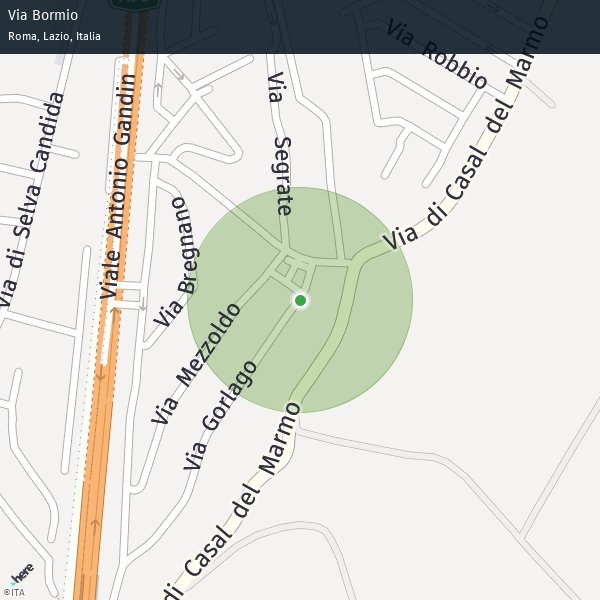 Via Bormio
Roma, Lazio, Italia
Via Robbio
Via di Casal del Marmo
Via di Selva Candida
Viale Antonio Gandin
Via Segrate
Via Bregnano
Via Mezzoldo
Via Gorlago
di Casal del Marmo
here
©ITA